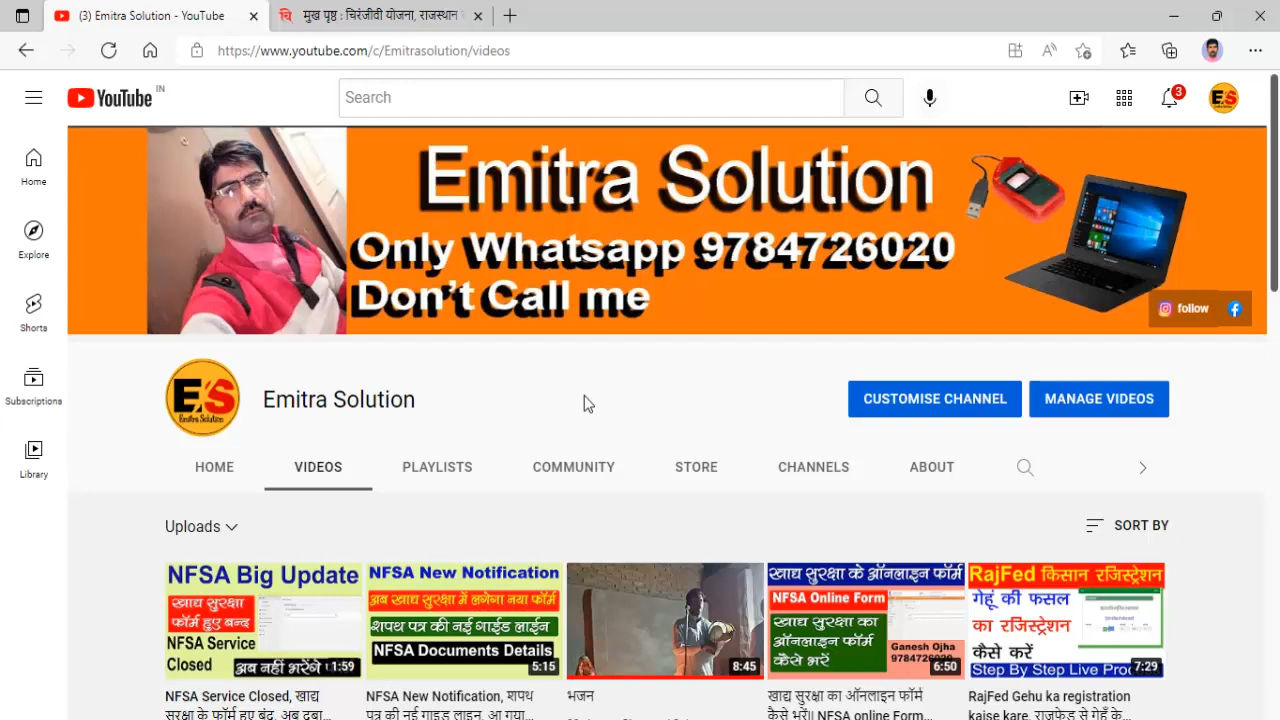 (3) Emitra Solution - YouTube
मुख पृष्ठ : चिरंजीवी योजना, राजस्थान
https://www.youtube.com/c/Emitrasolution/videos
YouTube IN
Search
3
Home
Explore
Shorts
Subscriptions
Library
Emitra Solution
Only Whatsapp 9784726020
Don't Call me
follow
E.S
Emitra Solution
Emitra Solution
CUSTOMISE CHANNEL
MANAGE VIDEOS
HOME
VIDEOS
PLAYLISTS
COMMUNITY
STORE
CHANNELS
ABOUT
Uploads
SORT BY
NFSA Big Update
खाद्य सुरक्षा
फॉर्म हुए बन्द
NFSA Service
Closed
अब नहीं भरेंगे
1:59
NFSA Service Closed, खाद्य
सुरक्षा के फॉर्म हुए बंद, अब दुबा...
NFSA New Notification
अब खाद्य सुरक्षा में लगेगा नया फॉर्म
शपथ पत्र की नई गाईड लाईन
NFSA Documents Details
5:15
NFSA New Notification, शपथ
पत्र की नई गाइड लाइन, आ गया...
8:45
भजन
खाद्य सुरक्षा के ऑनलाइन फॉर्म
NFSA Online Form
खाद्य सुरक्षा का
ऑनलाइन फॉर्म
कैसे भरें
Ganesh Ojha
9784726020
6:50
खाद्य सुरक्षा का ऑनलाइन फॉर्म
कैसे भरें|| NFSA online Form...
RajFed किसान रजिस्ट्रेशन
गेहूं की फसल
का रजिस्ट्रेशन
कैसे करें
Step By Step Live Pro
7:29
RajFed Gehu ka registration
kaise kare, राजफेड से गेहूँ के...